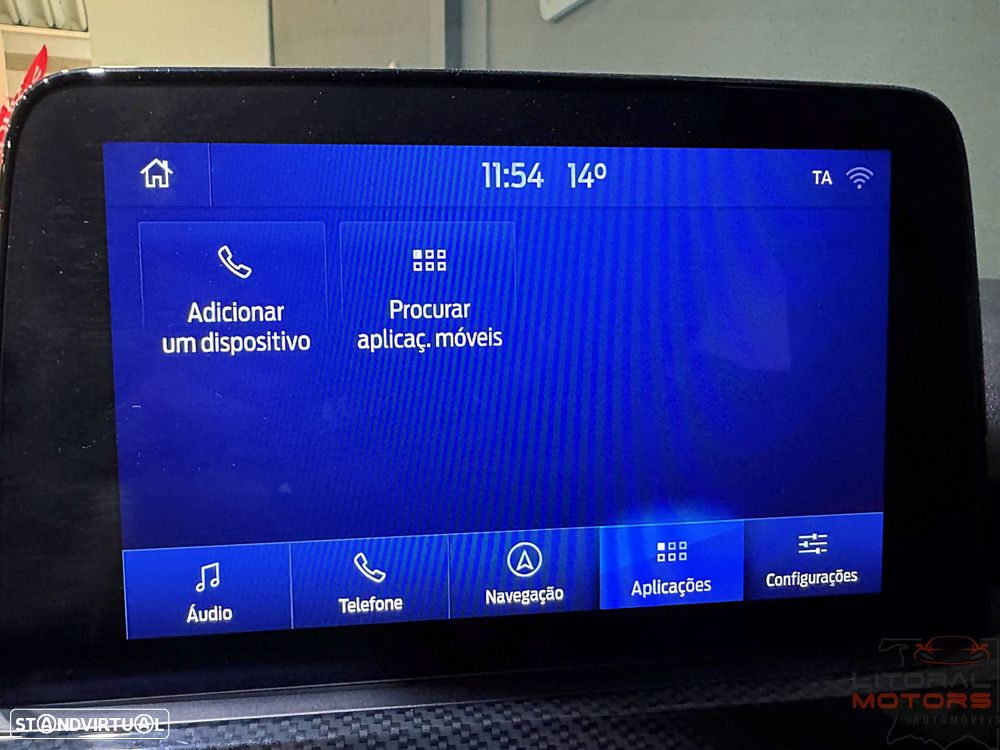 11:54 14º
TA
Adicionar
um dispositivo
Procurar
aplicaç. móveis
Áudio
Telefone
Navegação
Aplicações
Configurações
LITORAL
MOTORS
AUTOMÓVEIS
STANDVIRTUAL